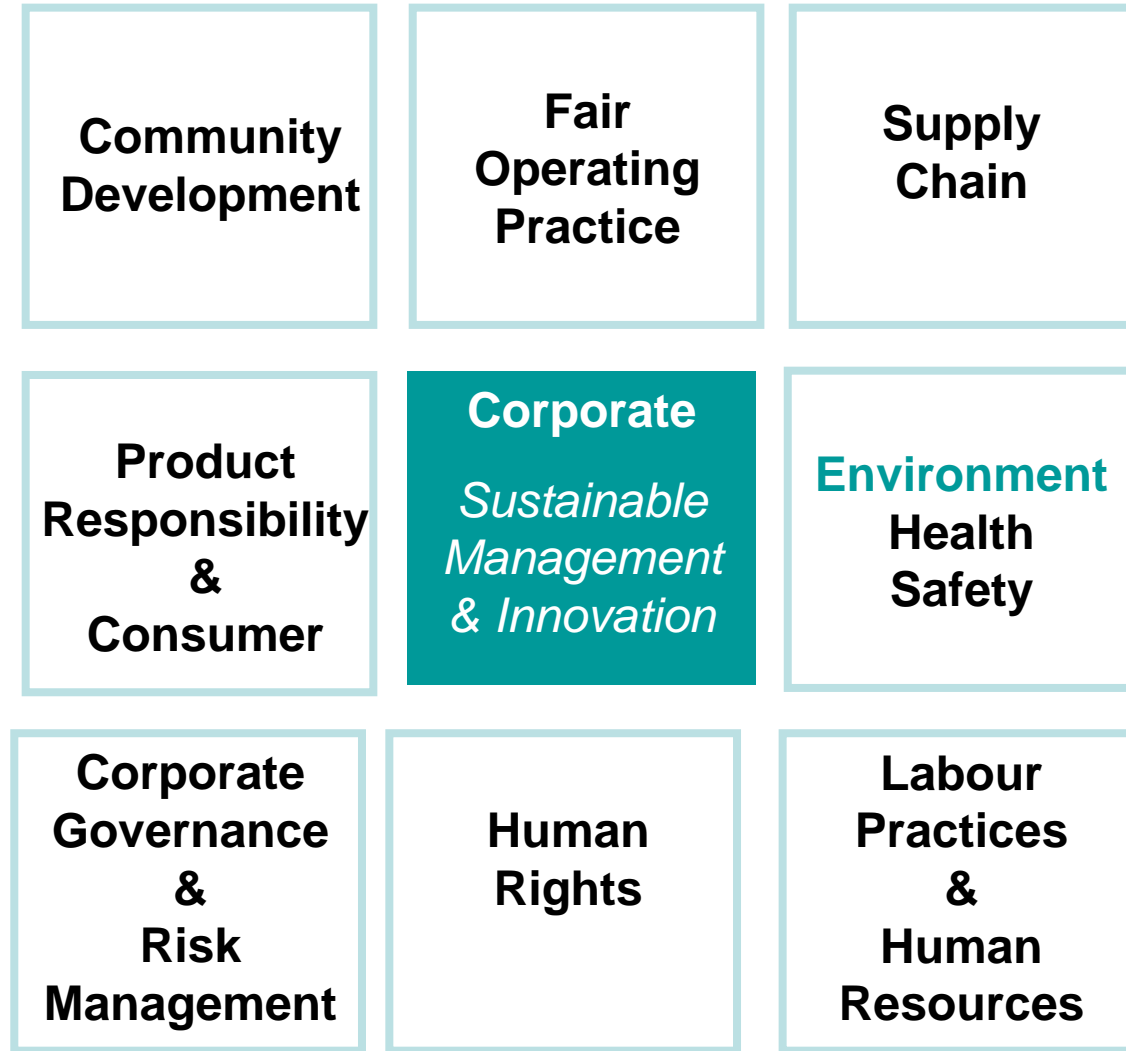 Community
Development
Fair
Operating
Practice
Supply
Chain
Product
Responsibility
&
Consumer
Corporate
Sustainable
Management
& Innovation
Environment
Health
Safety
Corporate
Governance
&
Risk
Management
Human
Rights
Labour
Practices
&
Human
Resources